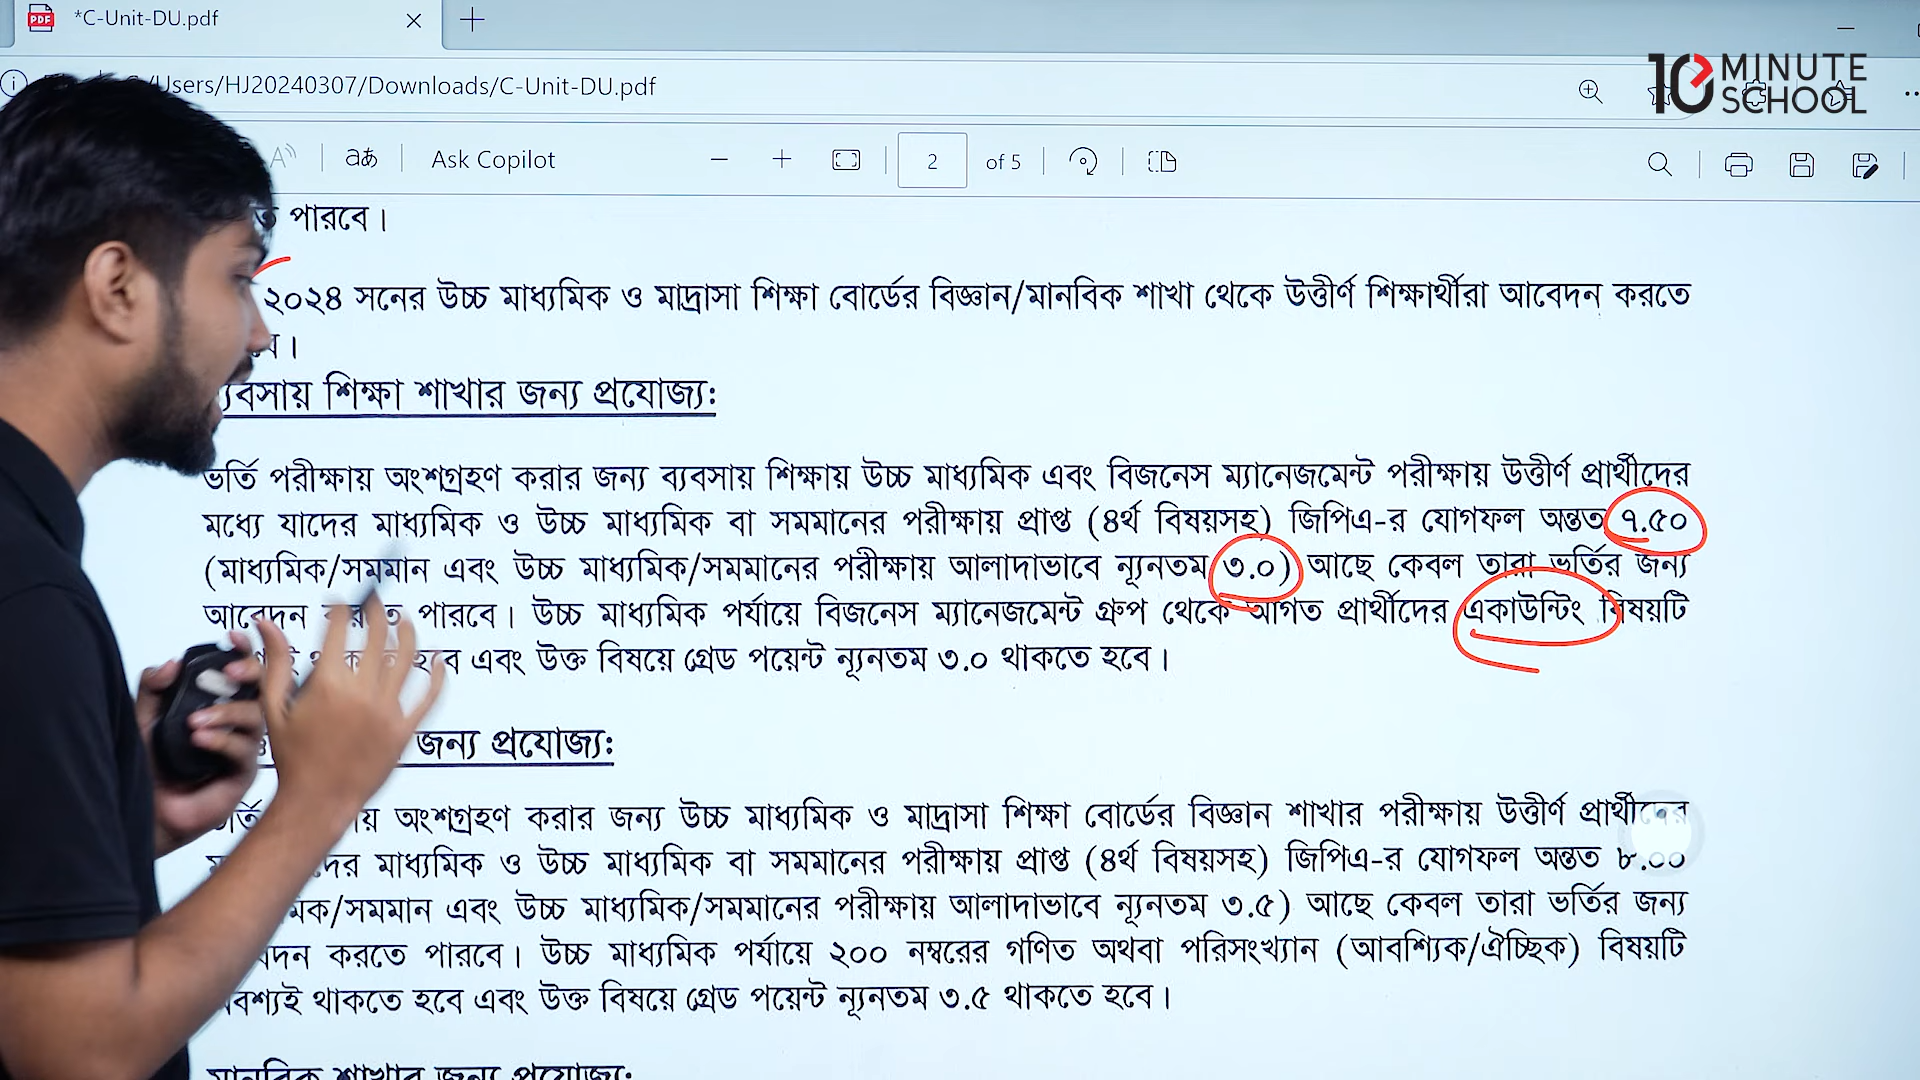 *C-Unit-DU.pdf
/Users/HJ20240307/Downloads/C-Unit-DU.pdf
10 MINUTE SCHOOL
Ask Copilot
2 of 5
পারবে।
২০২৪ সনের উচ্চ মাধ্যমিক ও মাদ্রাসা শিক্ষা বোর্ডের বিজ্ঞান/মানবিক শাখা থেকে উত্তীর্ণ শিক্ষার্থীরা আবেদন করতে
ব্যবসায় শিক্ষা শাখার জন্য প্রযোজ্য:
ভর্তি পরীক্ষায় অংশগ্রহণ করার জন্য ব্যবসায় শিক্ষায় উচ্চ মাধ্যমিক এবং বিজনেস ম্যানেজমেন্ট পরীক্ষায় উত্তীর্ণ প্রার্থীদের
মধ্যে যাদের মাধ্যমিক ও উচ্চ মাধ্যমিক বা সমমানের পরীক্ষায় প্রাপ্ত (৪র্থ বিষয়সহ) জিপিএ-র যোগফল অন্তত ৭.৫০
(মাধ্যমিক/সমমান এবং উচ্চ মাধ্যমিক/সমমানের পরীক্ষায় আলাদাভাবে ন্যূনতম ৩.০) আছে কেবল তারা ভর্তির জন্য
আবেদন করতে পারবে। উচ্চ মাধ্যমিক পর্যায়ে বিজনেস ম্যানেজমেন্ট গ্রুপ থেকে আগত প্রার্থীদের একাউন্টিং বিষয়টি
হবে এবং উক্ত বিষয়ে গ্রেড পয়েন্ট ন্যূনতম ৩.০ থাকতে হবে।
জন্য প্রযোজ্য:
অংশগ্রহণ করার জন্য উচ্চ মাধ্যমিক ও মাদ্রাসা শিক্ষা বোর্ডের বিজ্ঞান শাখার পরীক্ষায় উত্তীর্ণ প্রার্থীদের
মাধ্যমিক ও উচ্চ মাধ্যমিক বা সমমানের পরীক্ষায় প্রাপ্ত (৪র্থ বিষয়সহ) জিপিএ-র যোগফল অন্তত ৮.০০
এবং উচ্চ মাধ্যমিক/সমমানের পরীক্ষায় আলাদাভাবে ন্যূনতম ৩.৫) আছে কেবল তারা ভর্তির জন্য
করতে পারবে। উচ্চ মাধ্যমিক পর্যায়ে ২০০ নম্বরের গণিত অথবা পরিসংখ্যান (আবশ্যিক/ঐচ্ছিক) বিষয়টি
থাকতে হবে এবং উক্ত বিষয়ে গ্রেড পয়েন্ট ন্যূনতম ৩.৫ থাকতে হবে।
মানবিক শাখার জন্য প্রযোজ্য: